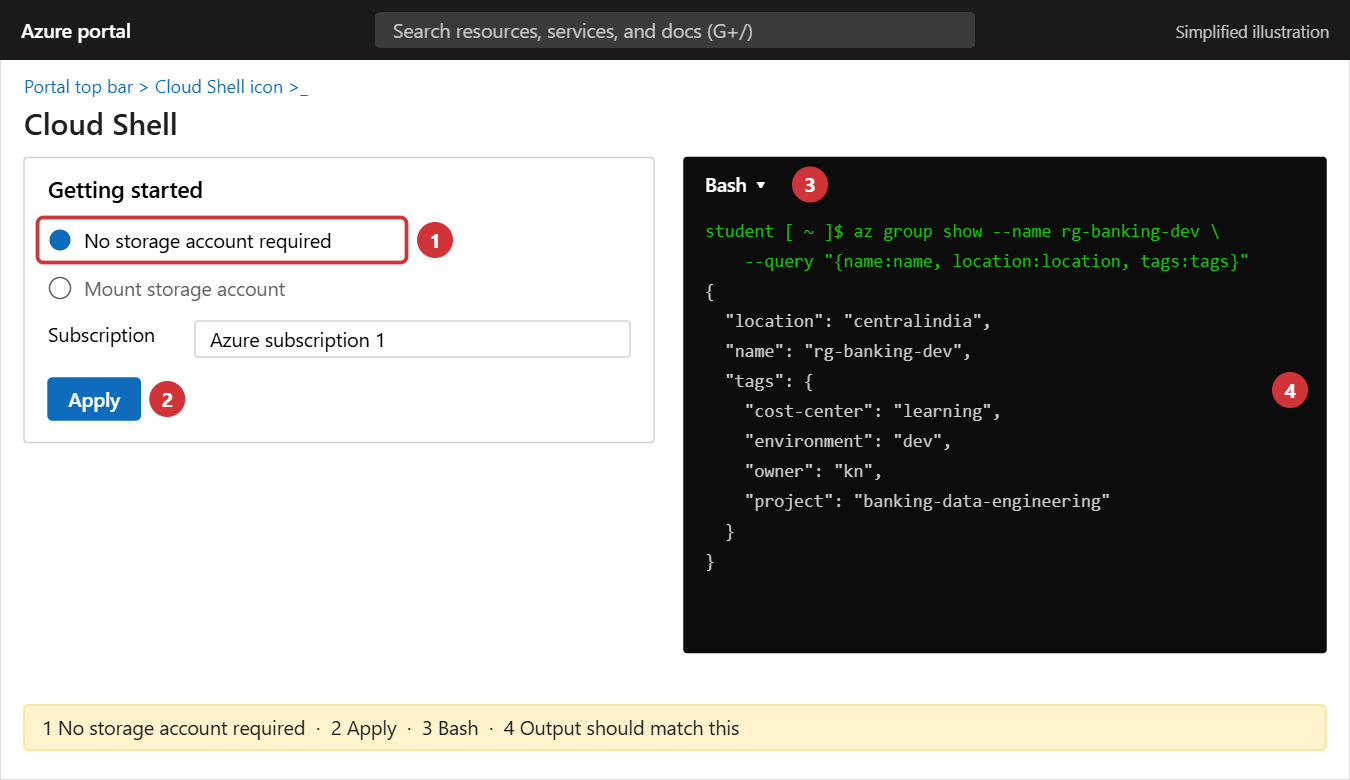 Azure portal
Search resources, services, and docs (G+/)
Simplified illustration
Portal top bar > Cloud Shell icon >_
Cloud Shell
Getting started
No storage account required
1
Mount storage account
Subscription
Azure subscription 1
Apply
2
Bash ▼
3
student [ ~ ]$ az group show --name rg-banking-dev \
    --query "{name:name, location:location, tags:tags}"
{
  "location": "centralindia",
  "name": "rg-banking-dev",
  "tags": {
    "cost-center": "learning",
    "environment": "dev",
    "owner": "kn",
    "project": "banking-data-engineering"
  }
}
4
1 No storage account required · 2 Apply · 3 Bash · 4 Output should match this